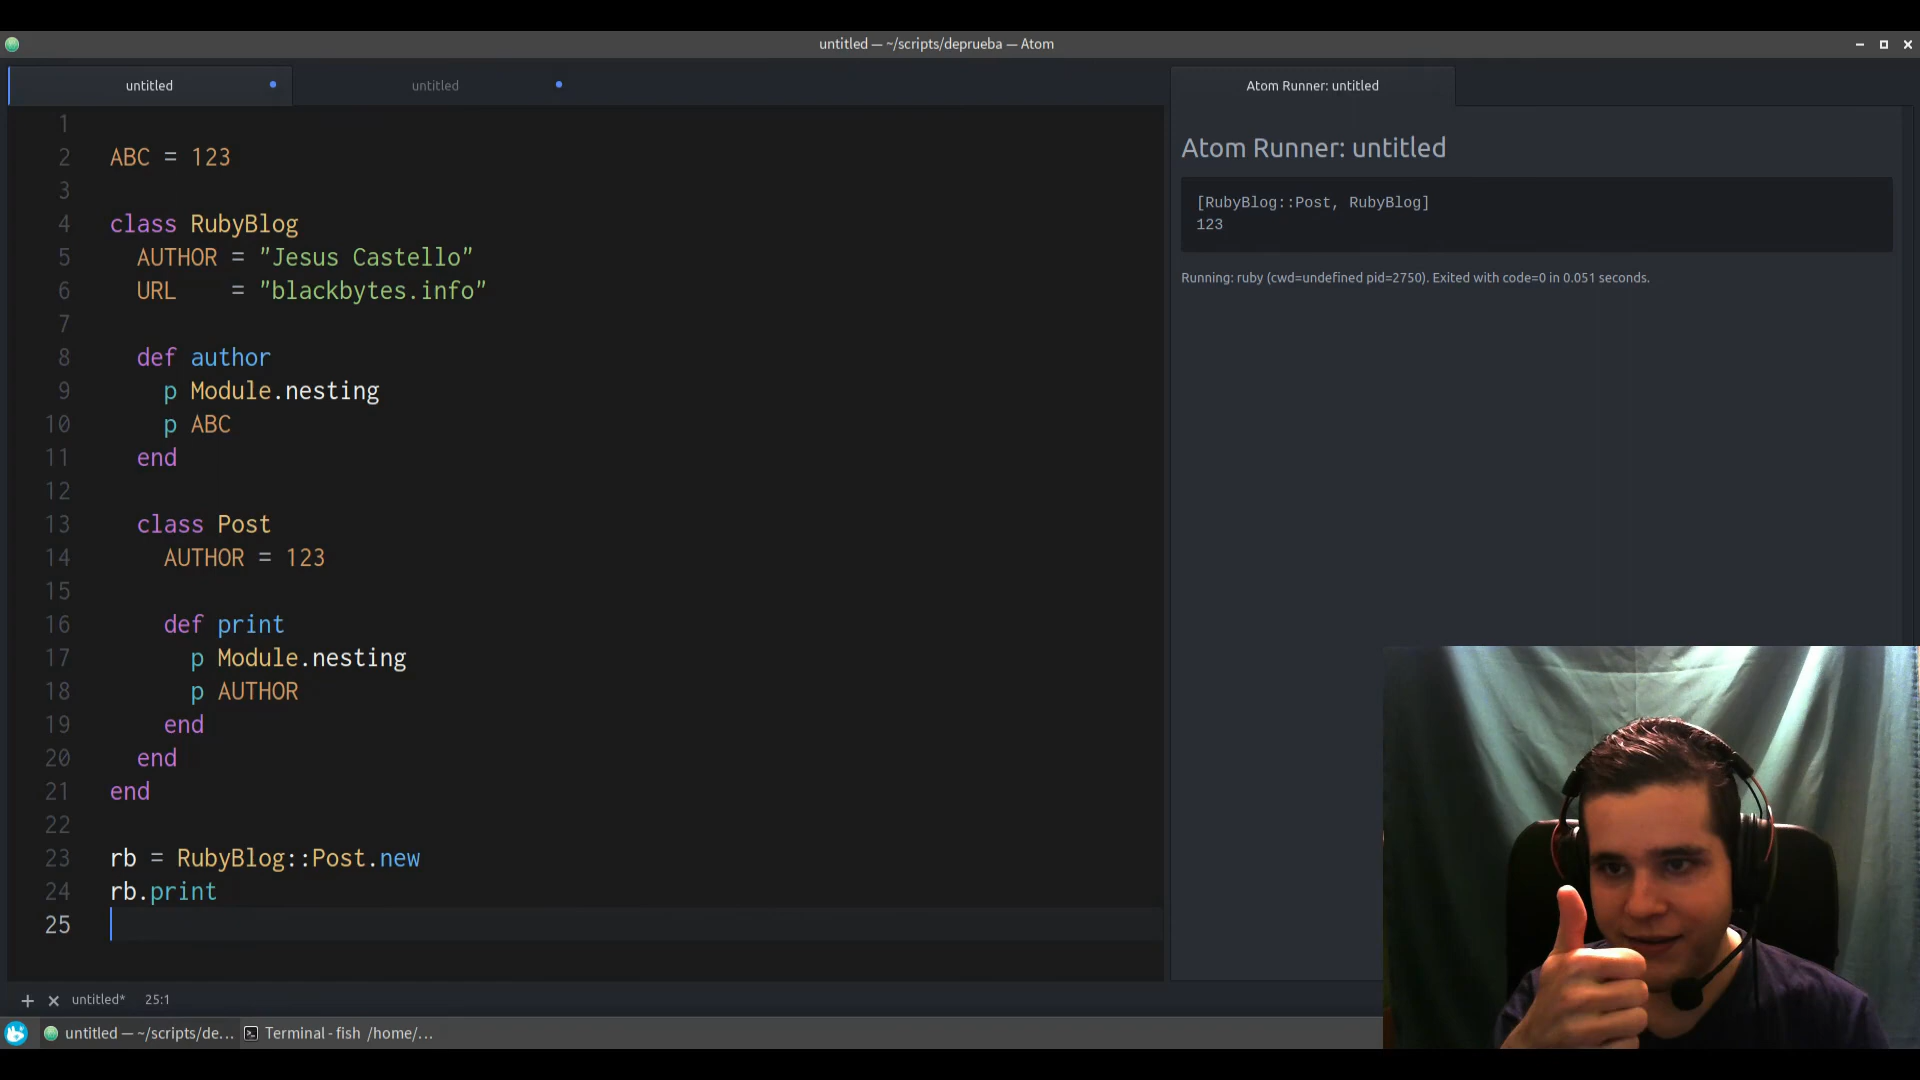 untitled — ~/scripts/deprueba — Atom
untitled
untitled
Atom Runner: untitled
1
2 ABC = 123
3
4 class RubyBlog
5 AUTHOR = "Jesus Castello"
6 URL    = "blackbytes.info"
7
8 def author
9 p Module.nesting
10 p ABC
11 end
12
13 class Post
14 AUTHOR = 123
15
16 def print
17 p Module.nesting
18 p AUTHOR
19 end
20 end
21 end
22
23 rb = RubyBlog::Post.new
24 rb.print
25
Atom Runner: untitled
[RubyBlog::Post, RubyBlog]
123
Running: ruby (cwd=undefined pid=2750). Exited with code=0 in 0.051 seconds.
+ × untitled* 25:1
untitled — ~/scripts/de... Terminal - fish /home/...